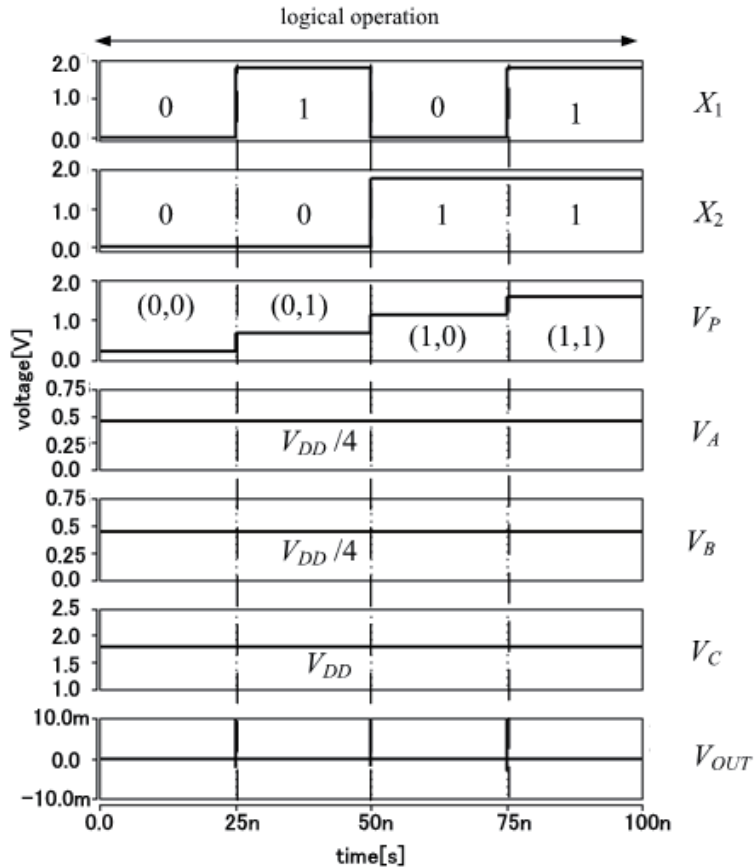 logical operation
2.0
1.0
0.0
0 1 0 1
X1
2.0
1.0
0.0
0 0 1 1
X2
2.0
1.0
0.0
(0,0) (0,1) (1,0) (1,1)
VP
voltage[V]
0.75
0.5
0.25
0.0
VDD /4
VA
0.75
0.5
0.25
0.0
VDD /4
VB
2.5
2.0
1.5
1.0
VDD
VC
10.0m
0.0
-10.0m
VOUT
0.0 25n 50n 75n 100n
time[s]